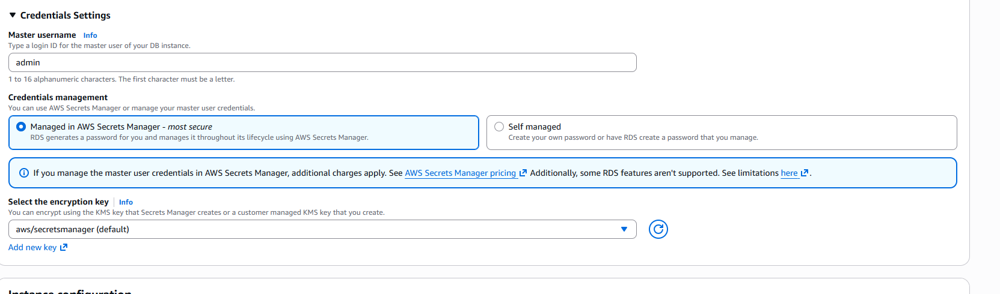 Credentials Settings
Master username Info
Type a login ID for the master user of your DB instance.
admin
1 to 16 alphanumeric characters. The first character must be a letter.
Credentials management
You can use AWS Secrets Manager or manage your master user credentials.
Managed in AWS Secrets Manager - most secure
RDS generates a password for you and manages it throughout its lifecycle using AWS Secrets Manager.
Self managed
Create your own password or have RDS create a password that you manage.
If you manage the master user credentials in AWS Secrets Manager, additional charges apply. See AWS Secrets Manager pricing Additionally, some RDS features aren't supported. See limitations here.
Select the encryption key Info
You can encrypt using the KMS key that Secrets Manager creates or a customer managed KMS key that you create.
aws/secretsmanager (default)
Add new key
Instance configuration